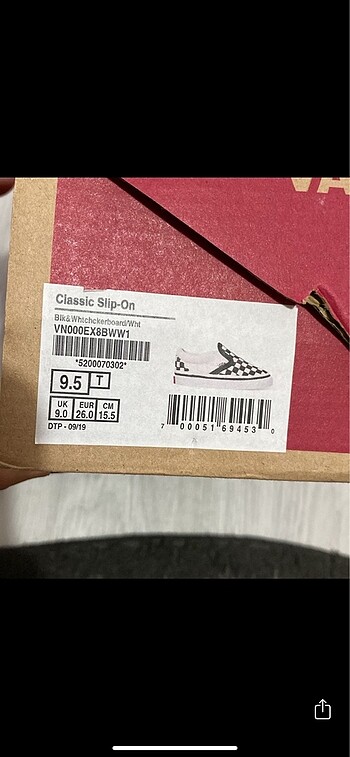 VA
Classic Slip-On
Blk&Whtchckerboard/Wht
VN000EX8BWW1
*5200070302*
9.5 T
UK EUR CM
9.0 26.0 15.5
DTP - 09/19
7 00051 69453 0